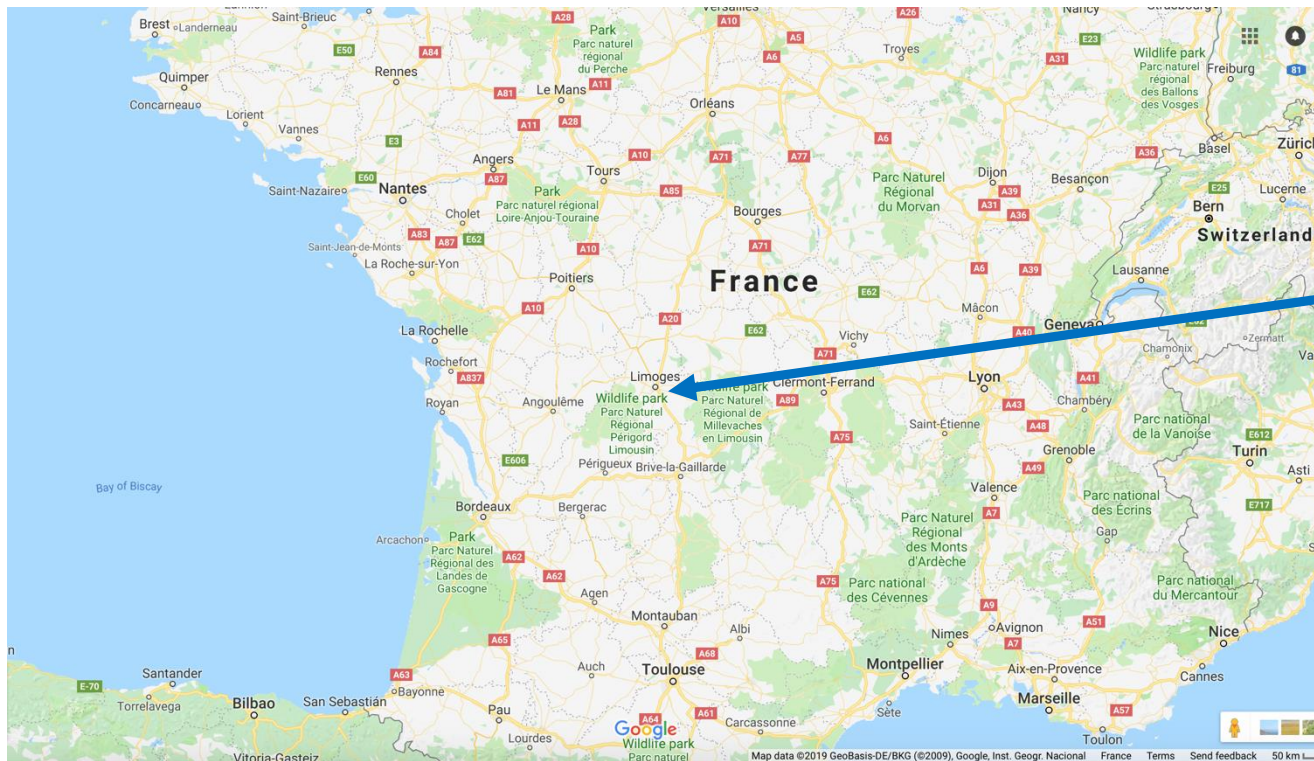 Brest
Landerneau
Saint-Brieuc
A28
Park
Parc naturel
régional
du Perche
A10
A26
Nancy
A5
A6
Troyes
E23
A31
Wildlife park
Parc naturel
régional
des Ballons
des Vosges
Freiburg
81
E50
A84
Quimper
Rennes
A81
Le Mans
A11
Concarneau
Lorient
Orléans
Vannes
A11
A28
E3
A6
Basel
Zürich
Angers
A10
A71
A77
A36
E60
A87
Tours
Parc Naturel
Régional
du Morvan
Dijon
Besançon
Saint-Nazaire
Nantes
Park
Parc naturel régional
Loire-Anjou-Touraine
A85
A39
E25
Lucerne
A31
A36
Bern
Cholet
Bourges
Switzerland
A83
A87
E62
Saint-Jean-de-Monts
A10
A71
La Roche-sur-Yon
Poitiers
France
A6
A39
Lausanne
E62
A10
Mâcon
La Rochelle
A20
E62
Vichy
A40
Geneva
Rochefort
A71
Chamonix
Zermatt
A837
Limoges
Clermont-Ferrand
Lyon
A41
Royan
Angoulême
Wildlife park
Parc Naturel
Régional
Périgord
Limousin
park
Parc Naturel
Régional de
Millevaches
en Limousin
A89
A43
Chambéry
Saint-Étienne
A48
Parc national
de la Vanoise
A75
Grenoble
E612
Turin
E606
Périgueux
Brive-la-Gaillarde
A49
Asti
Bay of Biscay
Valence
Parc national
des Écrins
Bordeaux
Bergerac
A7
E717
Parc Naturel
Régional
des Monts
d'Ardèche
Gap
Arcachon
Park
Parc Naturel
Régional des
Landes de
Gascogne
A62
A62
A75
Parc national
des Cévennes
Parc national
du Mercantour
Agen
A9
Montauban
A51
Albi
Nimes
Avignon
Nice
A65
A7
A68
Santander
Auch
Toulouse
Montpellier
Aix-en-Provence
Cannes
A63
E-70
Torrelavega
Bilbao
San Sebastián
Bayonne
Marseille
Pau
Sète
A57
A64
A61
Google
Carcassonne
Lourdes
Wildlife park
Parc naturel
Toulon
Vitoria-Gasteiz
Map data ©2019 GeoBasis-DE/BKG (©2009), Google, Inst. Geogr. Nacional France Terms Send feedback 50 km